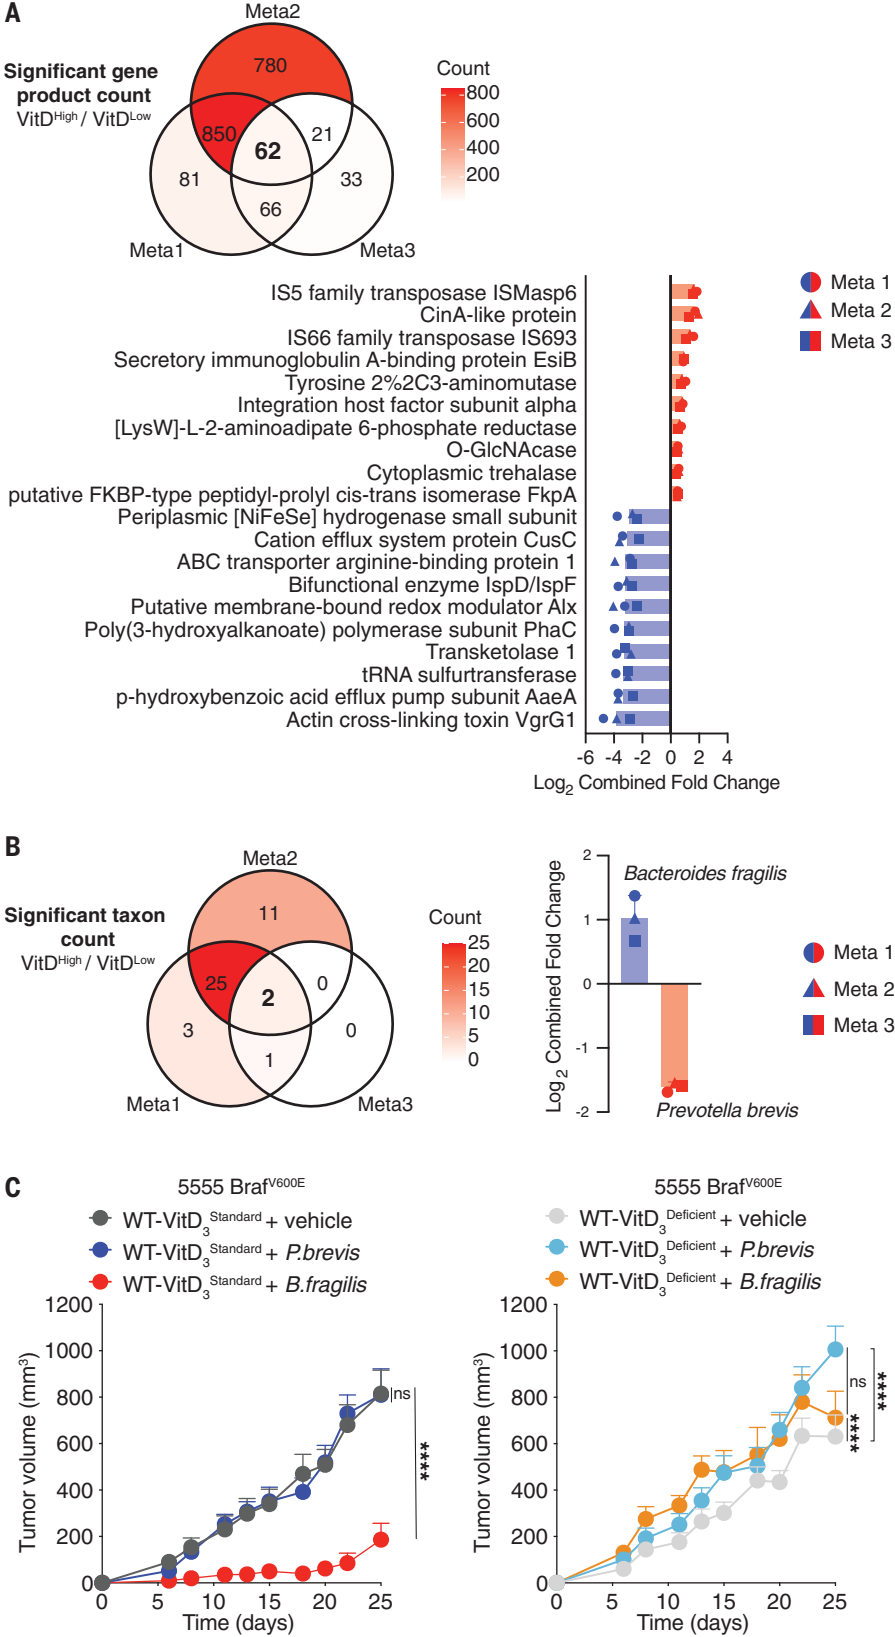 A
Meta2
Significant gene
product count
VitDHigh / VitDLow
780
850
62
21
81
33
66
Meta1
Meta3
Count
800
600
400
200
IS5 family transposase ISMasp6
CinA-like protein
IS66 family transposase IS693
Secretory immunoglobulin A-binding protein EsiB
Tyrosine 2%2C3-aminomutase
Integration host factor subunit alpha
[LysW]-L-2-aminoadipate 6-phosphate reductase
O-GlcNAcase
Cytoplasmic trehalase
putative FKBP-type peptidyl-prolyl cis-trans isomerase FkpA
Periplasmic [NiFeSe] hydrogenase small subunit
Cation efflux system protein CusC
ABC transporter arginine-binding protein 1
Bifunctional enzyme IspD/IspF
Putative membrane-bound redox modulator Alx
Poly(3-hydroxyalkanoate) polymerase subunit PhaC
Transketolase 1
tRNA sulfurtransferase
p-hydroxybenzoic acid efflux pump subunit AaeA
Actin cross-linking toxin VgrG1
Meta 1
Meta 2
Meta 3
-6 -4 -2 0 2 4
Log2 Combined Fold Change
B
Meta2
Significant taxon
count
VitDHigh / VitDLow
11
25
2
0
3
0
1
Meta1
Meta3
Count
25
20
15
10
5
0
Log2 Combined Fold Change
2
1
0
-1
-2
Bacteroides fragilis
Prevotella brevis
Meta 1
Meta 2
Meta 3
C
5555 BrafV600E
WT-VitD3Standard + vehicle
WT-VitD3Standard + P.brevis
WT-VitD3Standard + B.fragilis
Tumor volume (mm3)
1200
1000
800
600
400
200
0
0 5 10 15 20 25
Time (days)
ns
****
5555 BrafV600E
WT-VitD3Deficient + vehicle
WT-VitD3Deficient + P.brevis
WT-VitD3Deficient + B.fragilis
Tumor volume (mm3)
1200
1000
800
600
400
200
0
0 5 10 15 20 25
Time (days)
ns
****
****